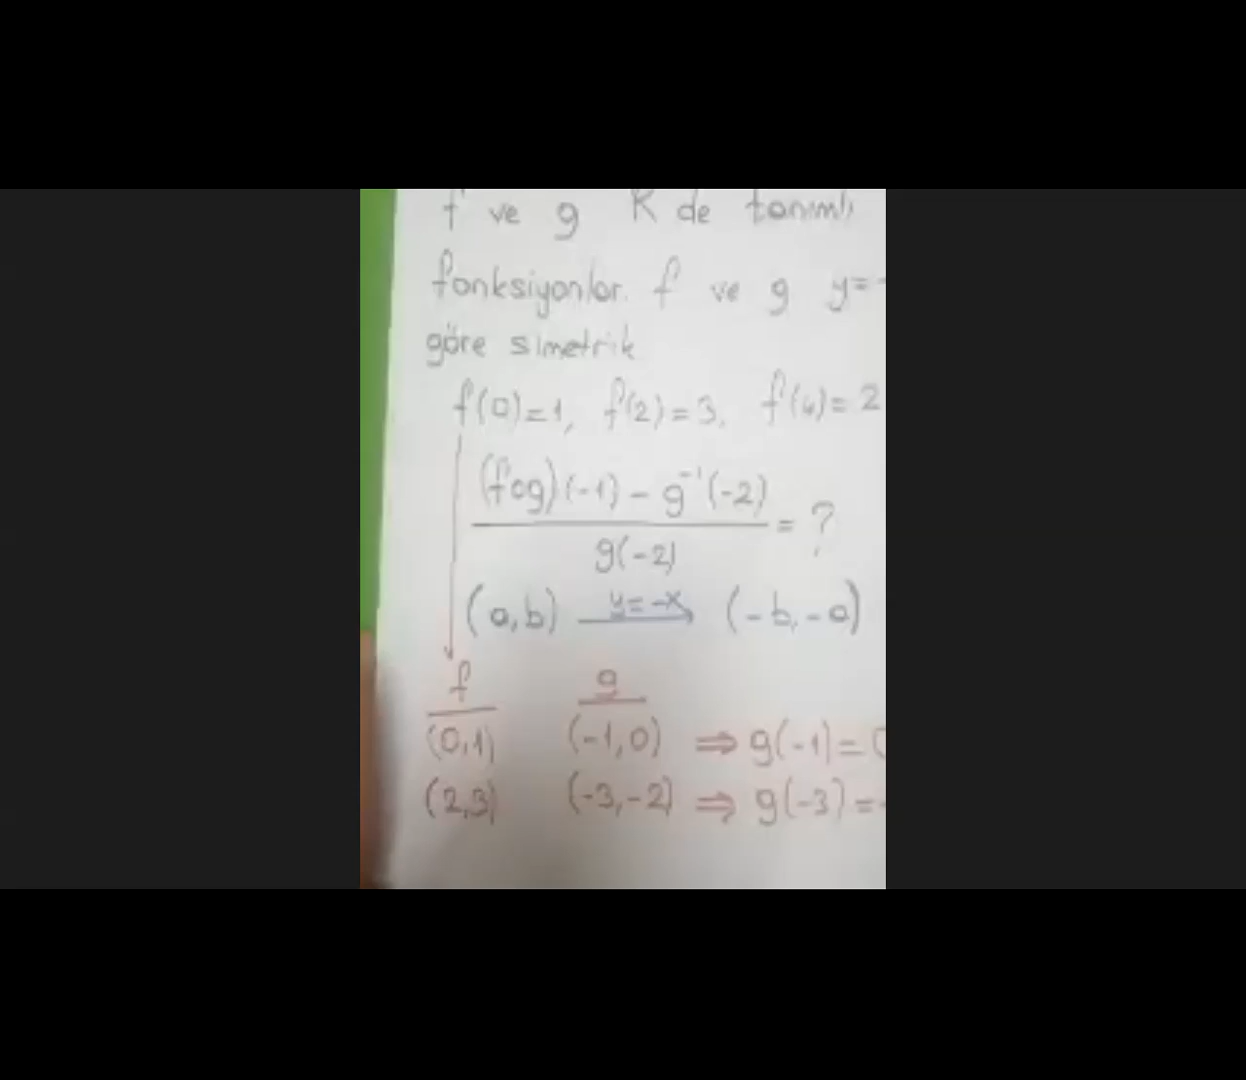 f ve g R de tanımlı
fonksiyonlar. f ve g y=-
göre simetrik
f(0)=1, f(2)=3, f(4)=2
(fog)(-1) - g⁻¹(-2)
= ?
g(-2)
(a,b) y=-x (-b,-a)
f g
(0,1) (-1,0) ⇒ g(-1)=0
(2,3) (-3,-2) ⇒ g(-3)=-